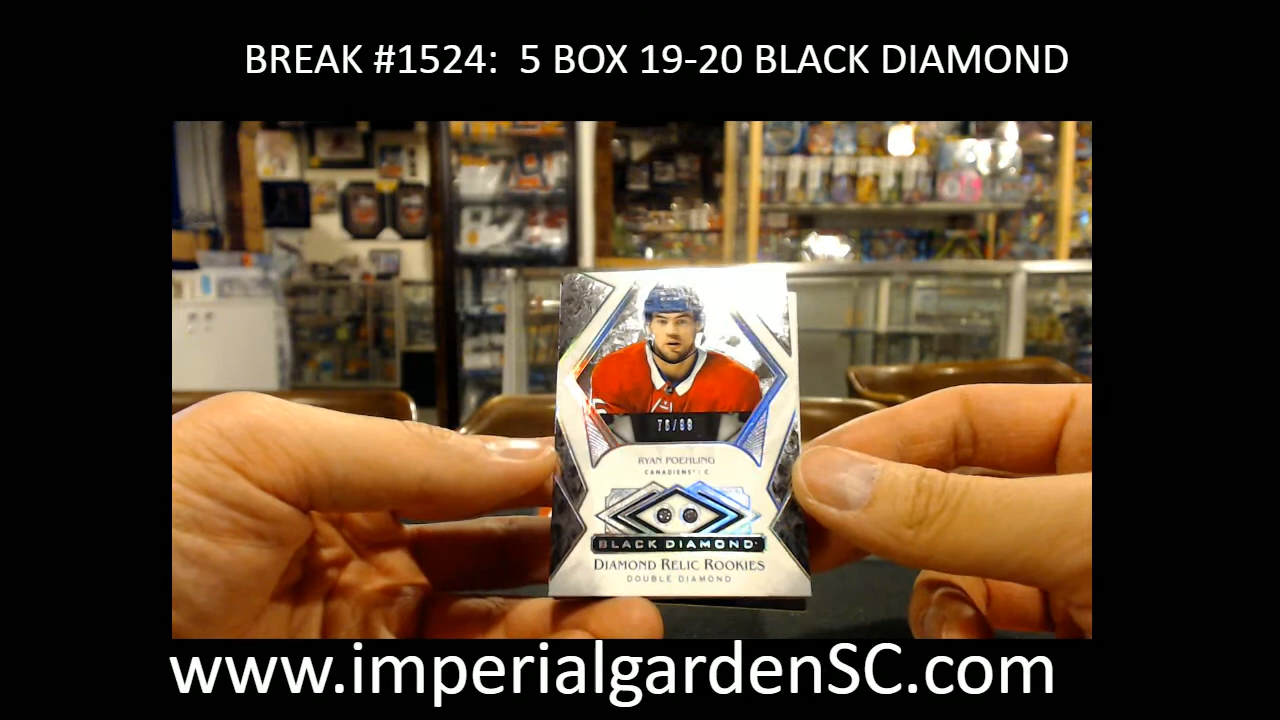 BREAK #1524:  5 BOX 19-20 BLACK DIAMOND
76/99
RYAN POEHLING
CANADIENS® | C
BLACK DIAMOND
DIAMOND RELIC ROOKIES
DOUBLE DIAMOND
www.imperialgardenSC.com